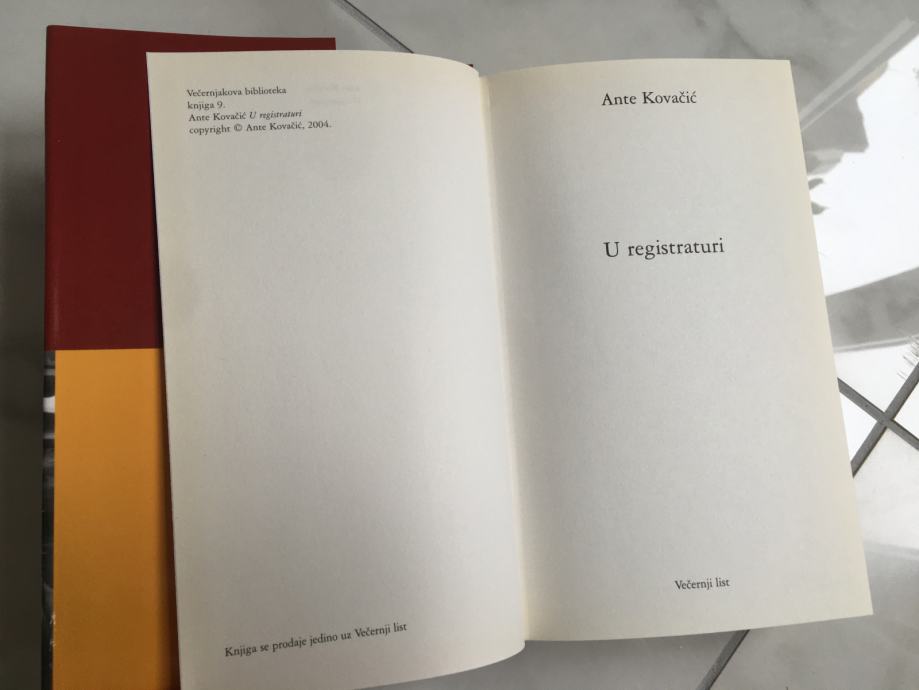 Večernjakova biblioteka
knjiga 9.
Ante Kovačić U registraturi
copyright © Ante Kovačić, 2004.
Knjiga se prodaje jedino uz Večernji list
Ante Kovačić
U registraturi
Večernji list